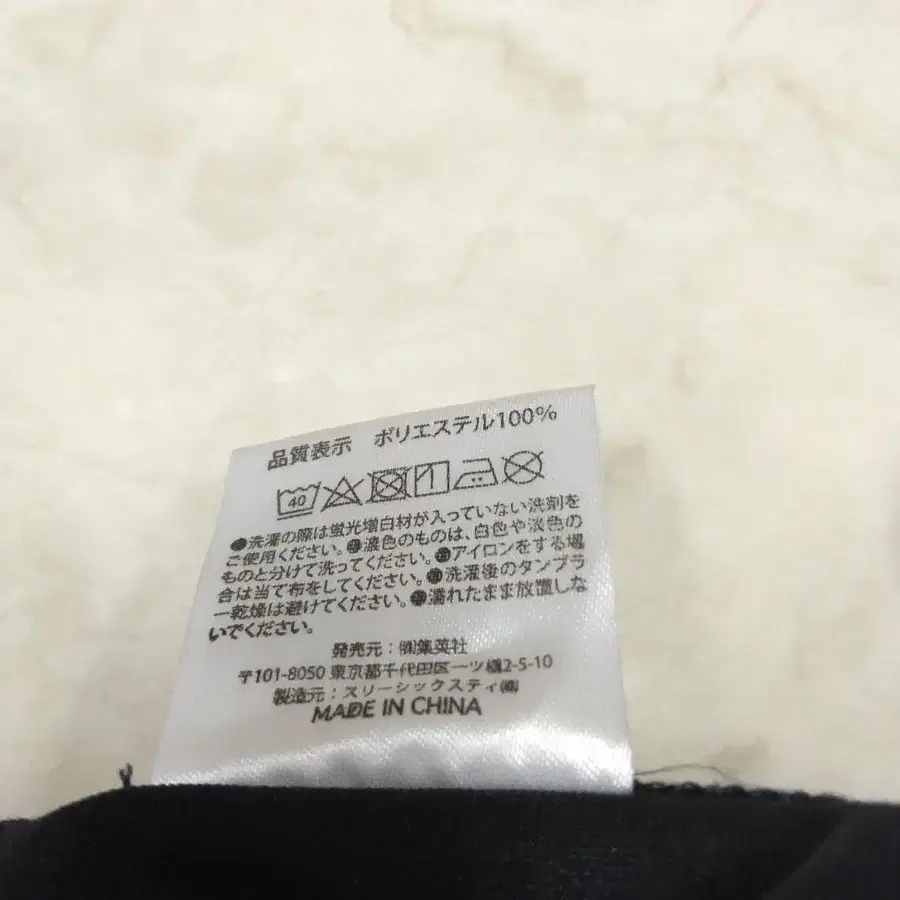 品質表示　ポリエステル100%
40
●洗濯の際は蛍光増白材が入っていない洗剤を
ご使用ください。●濃色のものは、白色や淡色の
ものと分けて洗ってください。●アイロンをする場
合は当て布をしてください。●洗濯後のタンブラ
ー乾燥は避けてください。●濡れたまま放置しな
いでください。
発売元：㈱集英社
〒101-8050 東京都千代田区一ツ橋2-5-10
製造元：スリーシックスティ㈱
MADE IN CHINA